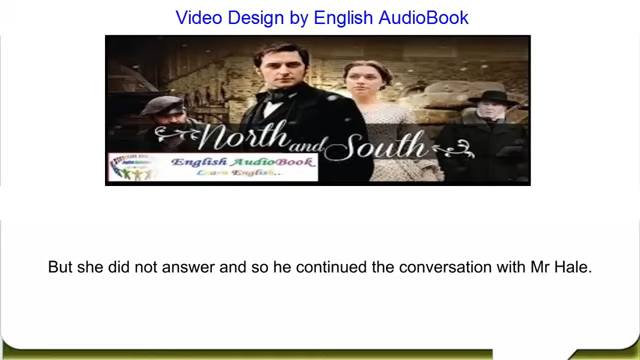 Video Design by English AudioBook
North and South
English AudioBook
Learn English...
But she did not answer and so he continued the conversation with Mr Hale.